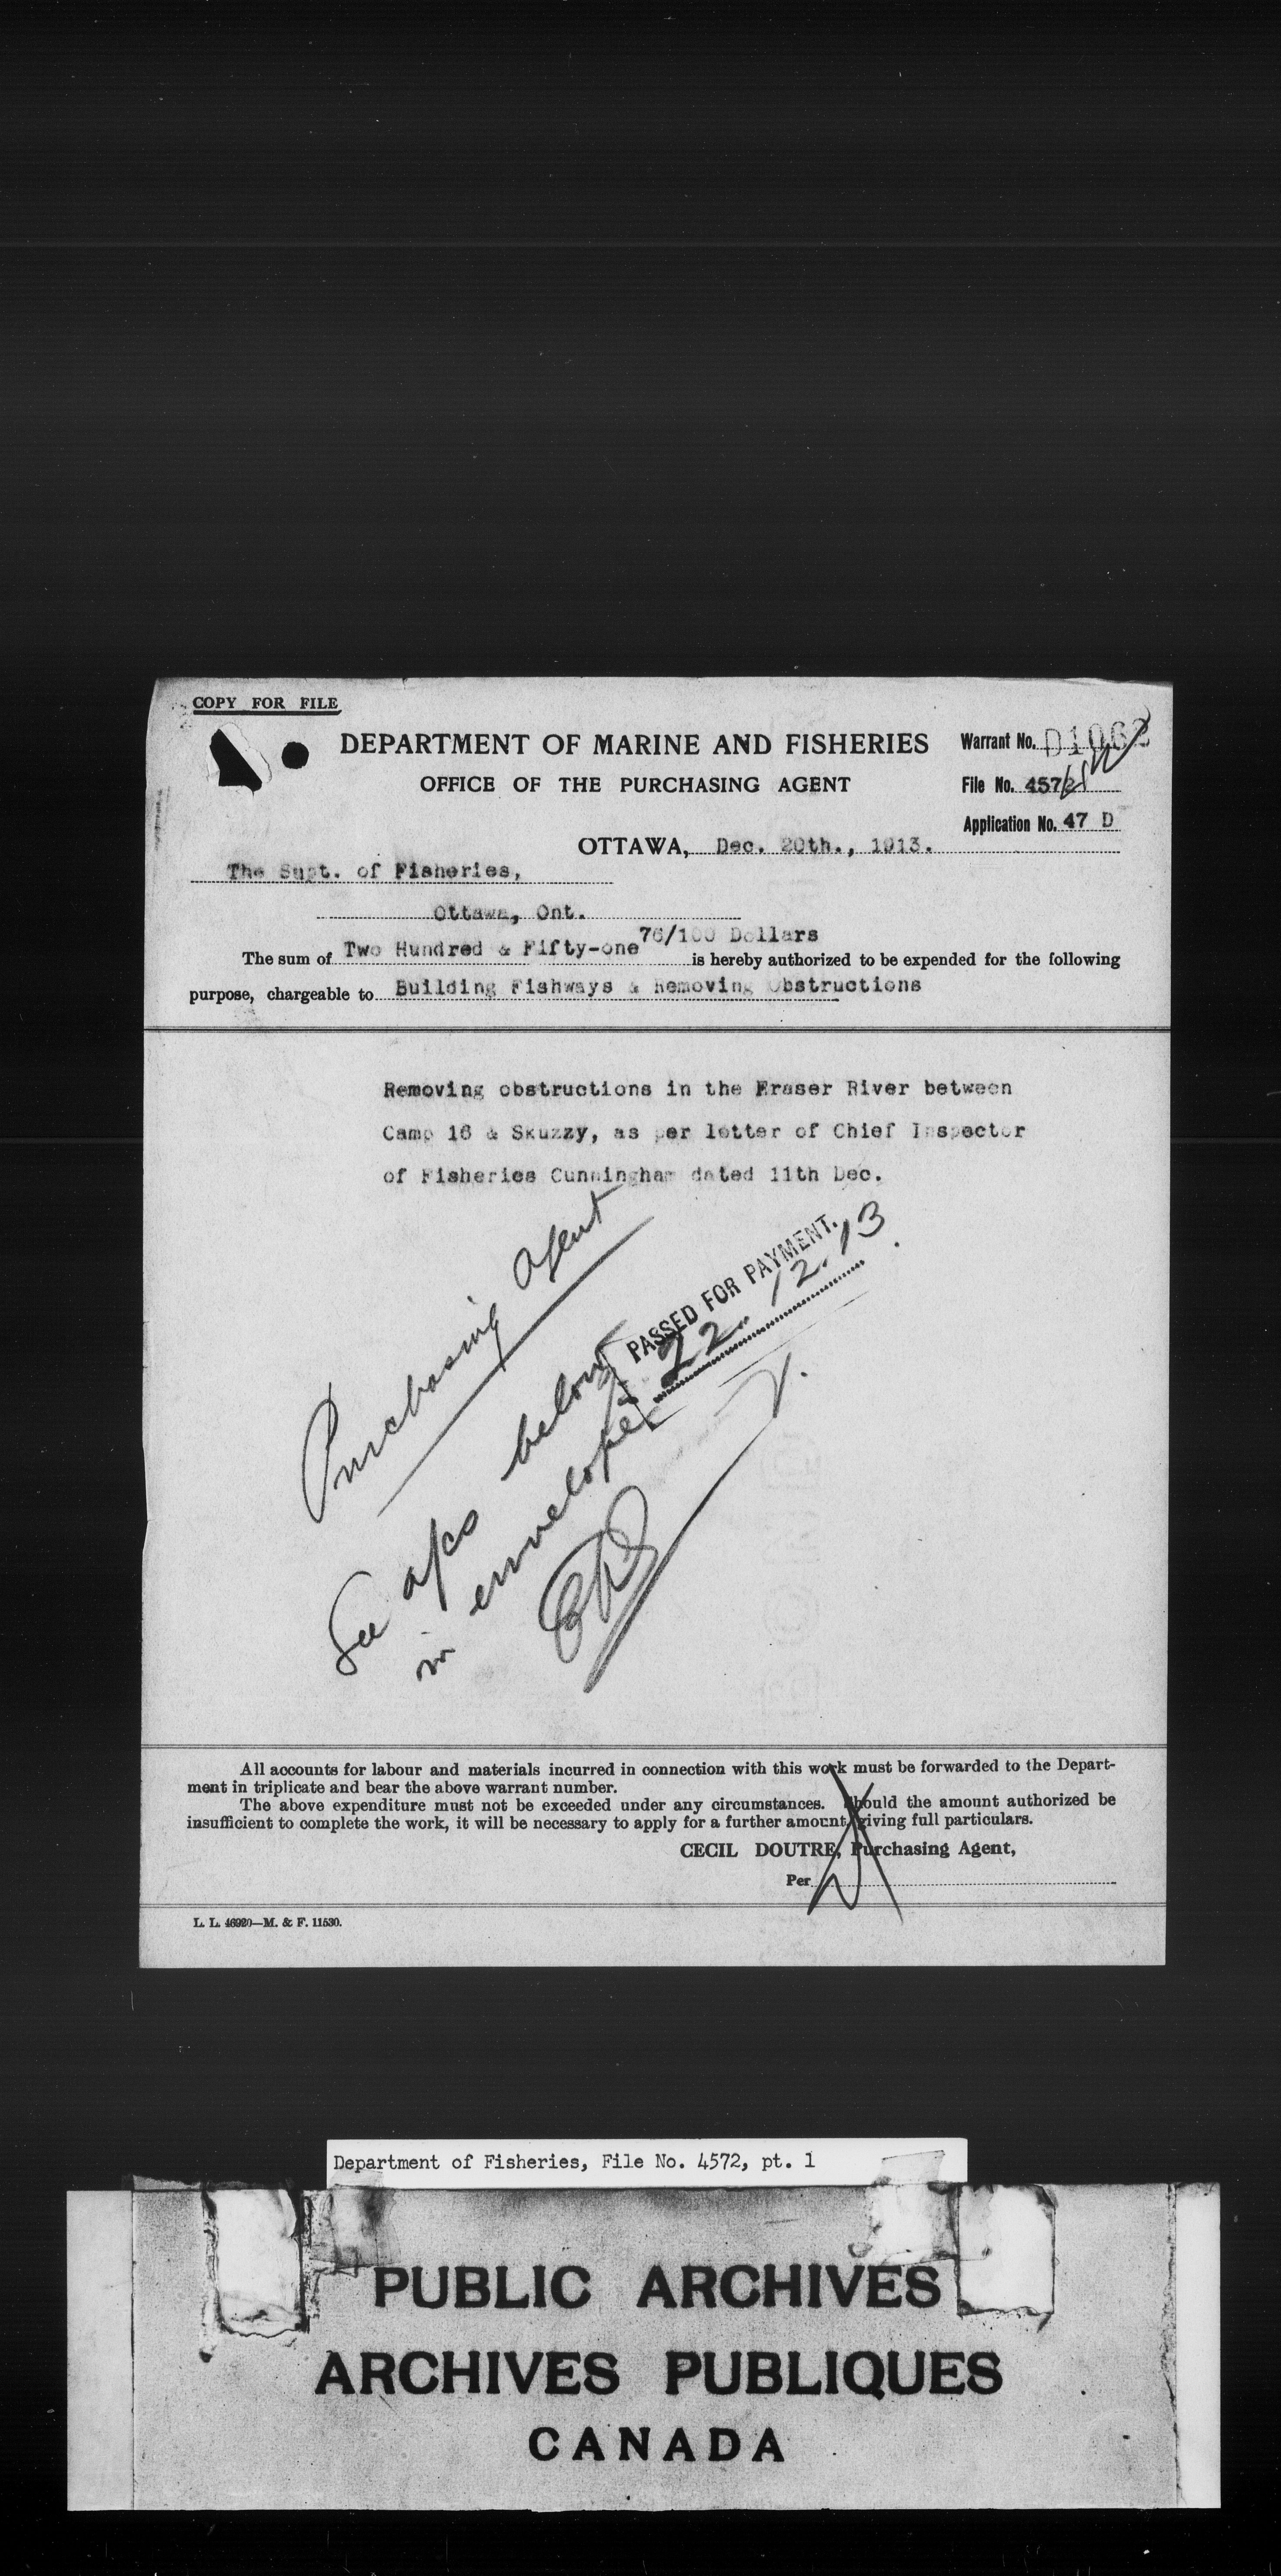 COPY FOR FILE
DEPARTMENT OF MARINE AND FISHERIES
OFFICE OF THE PURCHASING AGENT
Warrant No. D1062
File No. 4572
Application No. 47 D
OTTAWA, Dec. 20th., 1913.
The Supt. of Fisheries,
Ottawa, Ont.
The sum of Two Hundred & Fifty-one 76/100 Dollars is hereby authorized to be expended for the following
purpose, chargeable to Building Fishways & Removing Obstructions
Removing obstructions in the Fraser River between
Camp 16 & Skuzzy, as per letter of Chief Inspector
of Fisheries Cunningham dated 11th Dec.
Purchasing Agent
PASSED FOR PAYMENT.
22.12.13.
See a/cs below
in envelope
All accounts for labour and materials incurred in connection with this work must be forwarded to the Depart-
ment in triplicate and bear the above warrant number.
The above expenditure must not be exceeded under any circumstances. Should the amount authorized be
insufficient to complete the work, it will be necessary to apply for a further amount, giving full particulars.
CECIL DOUTRE, Purchasing Agent,
Per
L. L. 46920—M. & F. 11530.
Department of Fisheries, File No. 4572, pt. 1
PUBLIC ARCHIVES
ARCHIVES PUBLIQUES
CANADA